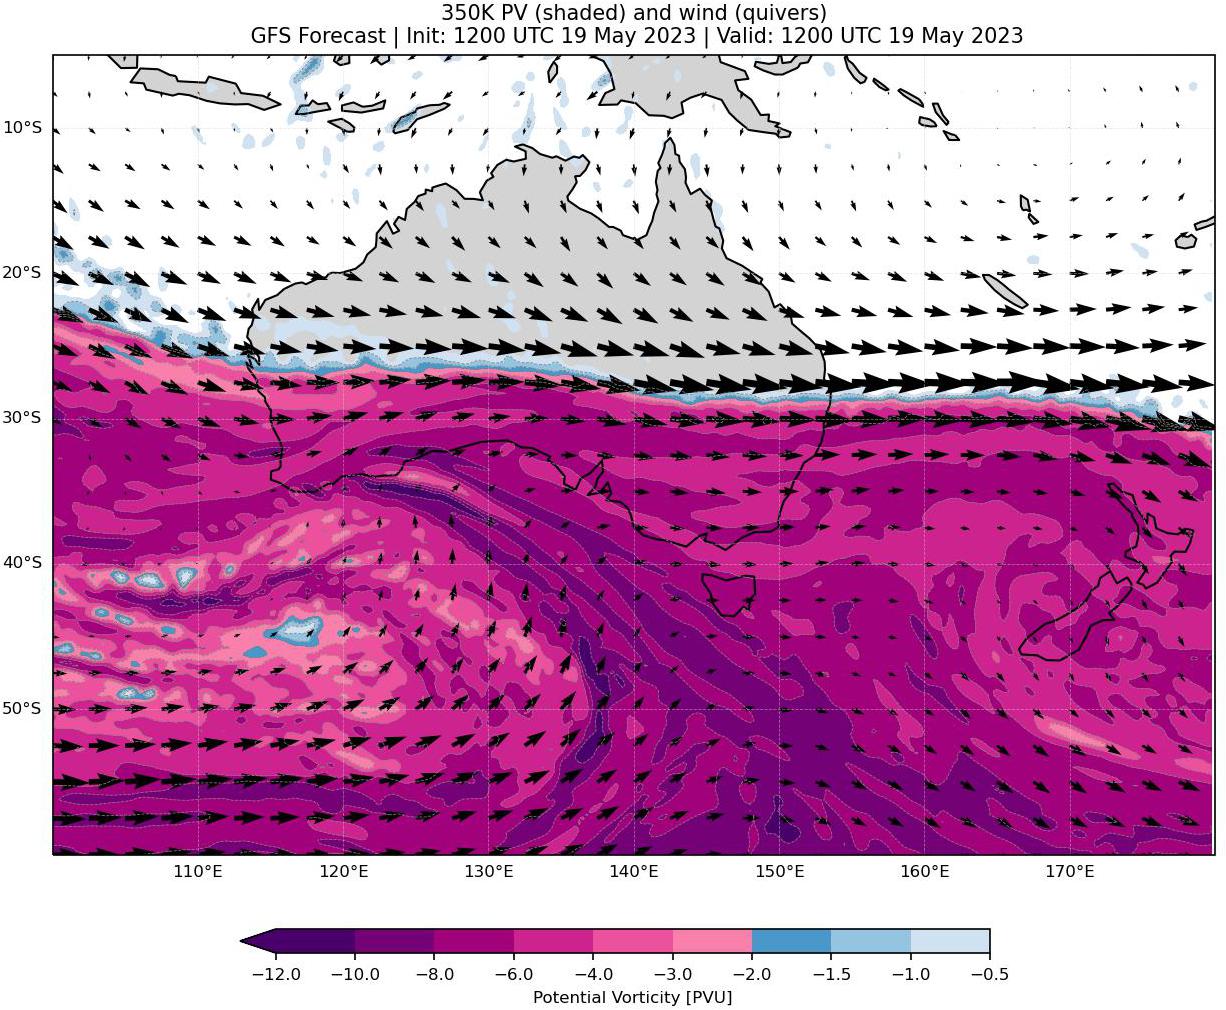 350K PV (shaded) and wind (quivers)
GFS Forecast | Init: 1200 UTC 19 May 2023 | Valid: 1200 UTC 19 May 2023
10°S
20°S
30°S
40°S
50°S
110°E 120°E 130°E 140°E 150°E 160°E 170°E
−12.0 −10.0 −8.0 −6.0 −4.0 −3.0 −2.0 −1.5 −1.0 −0.5
Potential Vorticity [PVU]